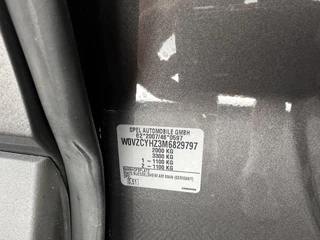 OPEL AUTOMOBILE GMBH
e2*2007/46*0597
W0VZCYHZ3M6829797
2000 KG
3300 KG
1 - 1100 KG
2 - 1100 KG